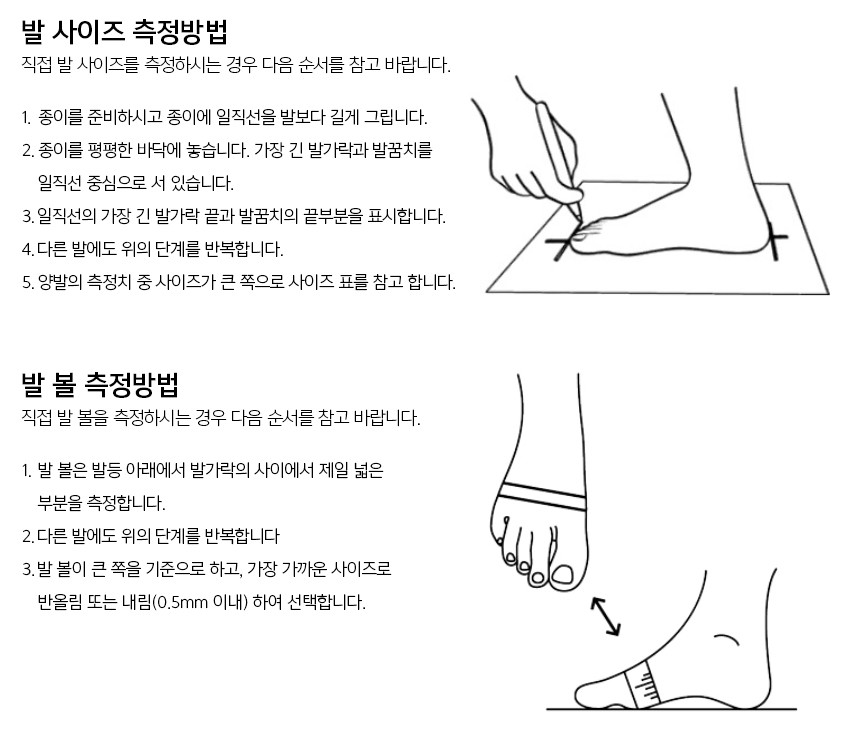 발 사이즈 측정방법
직접 발 사이즈를 측정하시는 경우 다음 순서를 참고 바랍니다.
1. 종이를 준비하시고 종이에 일직선을 발보다 길게 그립니다.
2. 종이를 평평한 바닥에 놓습니다. 가장 긴 발가락과 발꿈치를
일직선 중심으로 서 있습니다.
3. 일직선의 가장 긴 발가락 끝과 발꿈치의 끝부분을 표시합니다.
4. 다른 발에도 위의 단계를 반복합니다.
5. 양발의 측정치 중 사이즈가 큰 쪽으로 사이즈 표를 참고 합니다.
발 볼 측정방법
직접 발 볼을 측정하시는 경우 다음 순서를 참고 바랍니다.
1. 발 볼은 발등 아래에서 발가락의 사이에서 제일 넓은
부분을 측정합니다.
2. 다른 발에도 위의 단계를 반복합니다
3. 발 볼이 큰 쪽을 기준으로 하고, 가장 가까운 사이즈로
반올림 또는 내림(0.5mm 이내) 하여 선택합니다.